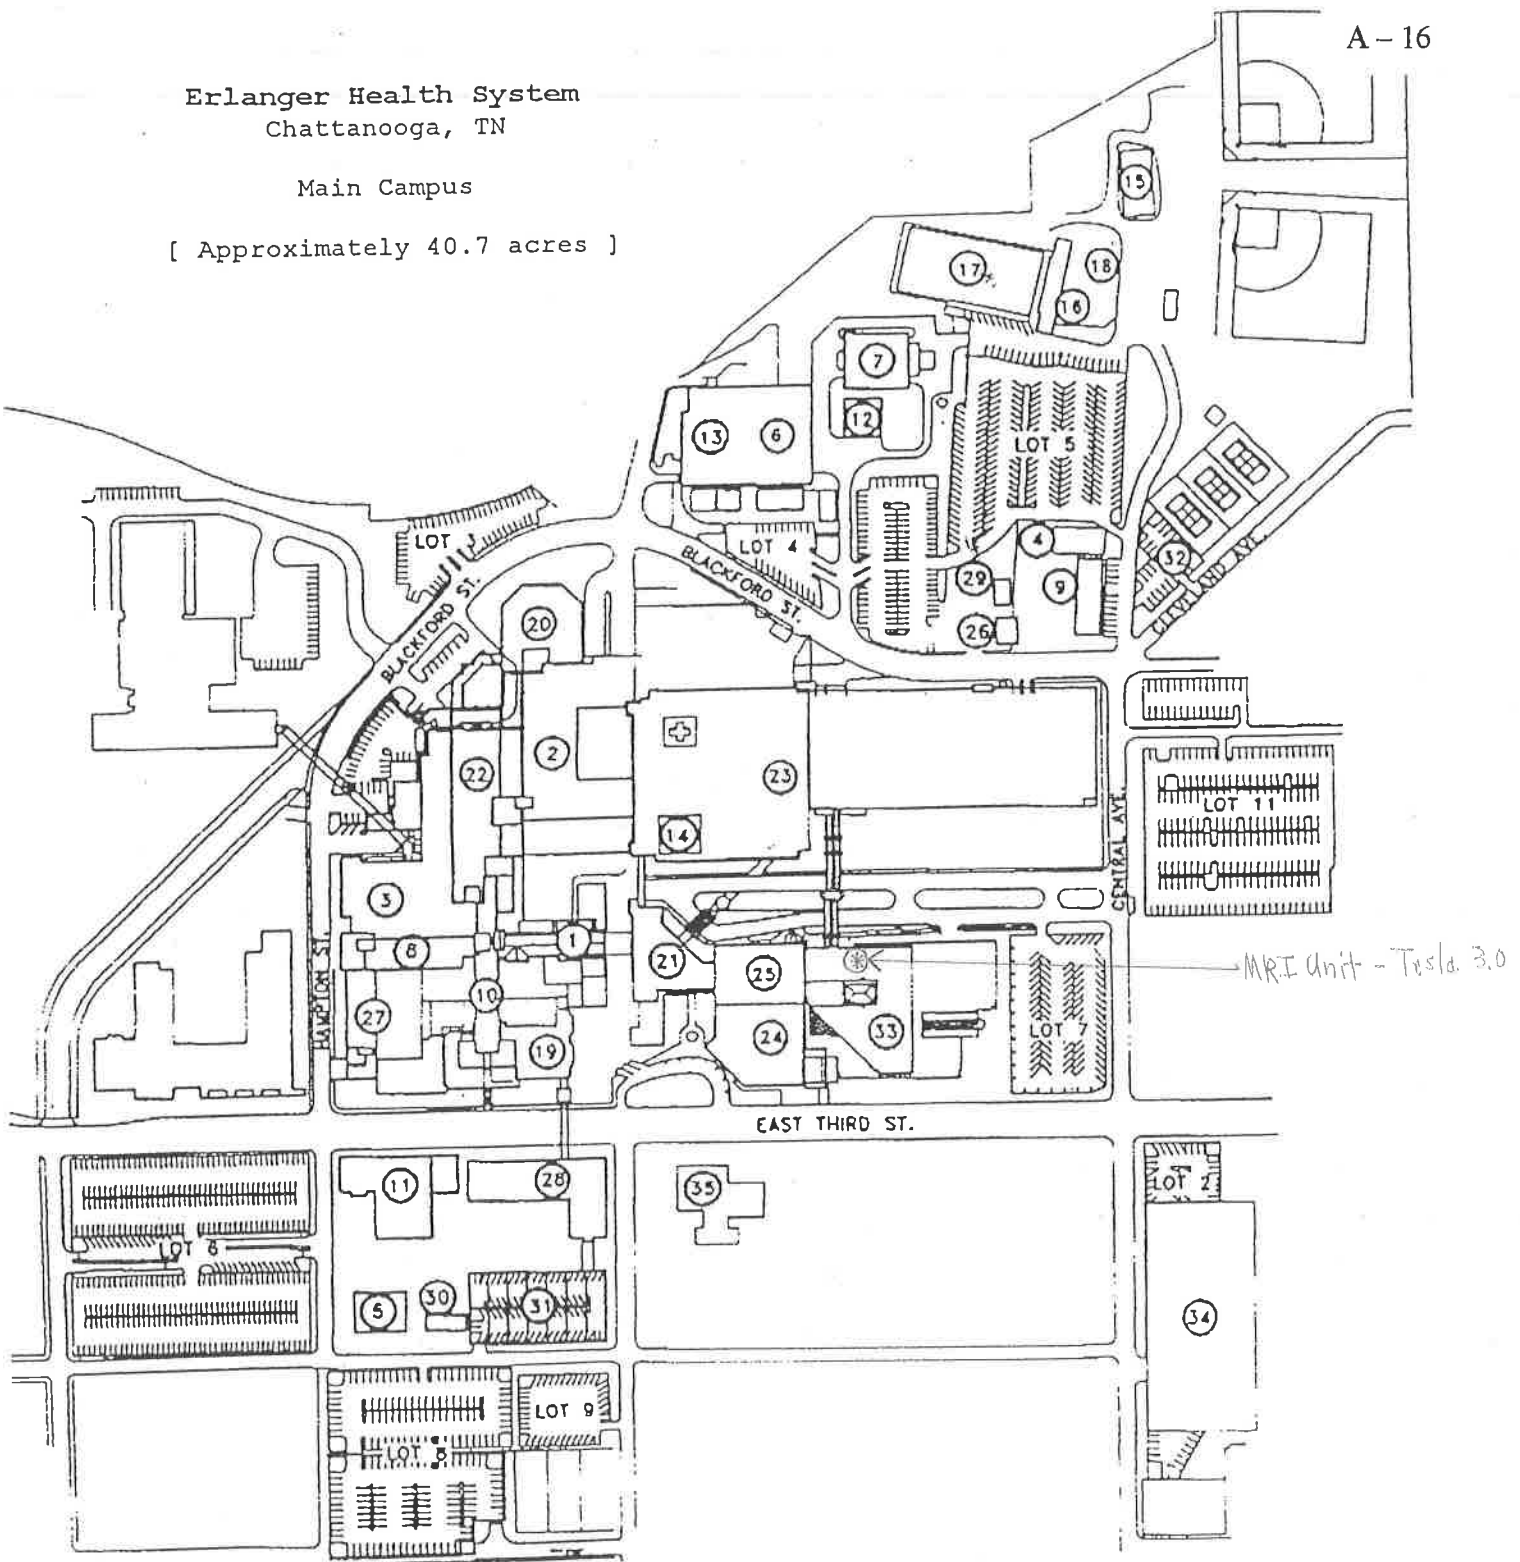 A – 16
Erlanger Health System
Chattanooga, TN
Main Campus
[ Approximately 40.7 acres ]
15
17
18
16
7
12
13
6
LOT 5
LOT 3
LOT 4
4
32
BLACKFORD ST.
29
9
CLEVELAND AVE.
BLACKFORD ST.
20
26
2
22
23
14
LOT 11
CENTRAL AVE.
3
8
1
21
25
MRI Unit - Tesla 3.0
HAMPTON ST.
10
27
19
24
33
LOT 7
EAST THIRD ST.
11
28
35
LOT 2
LOT 6
5
30
31
34
LOT 9
LOT 8